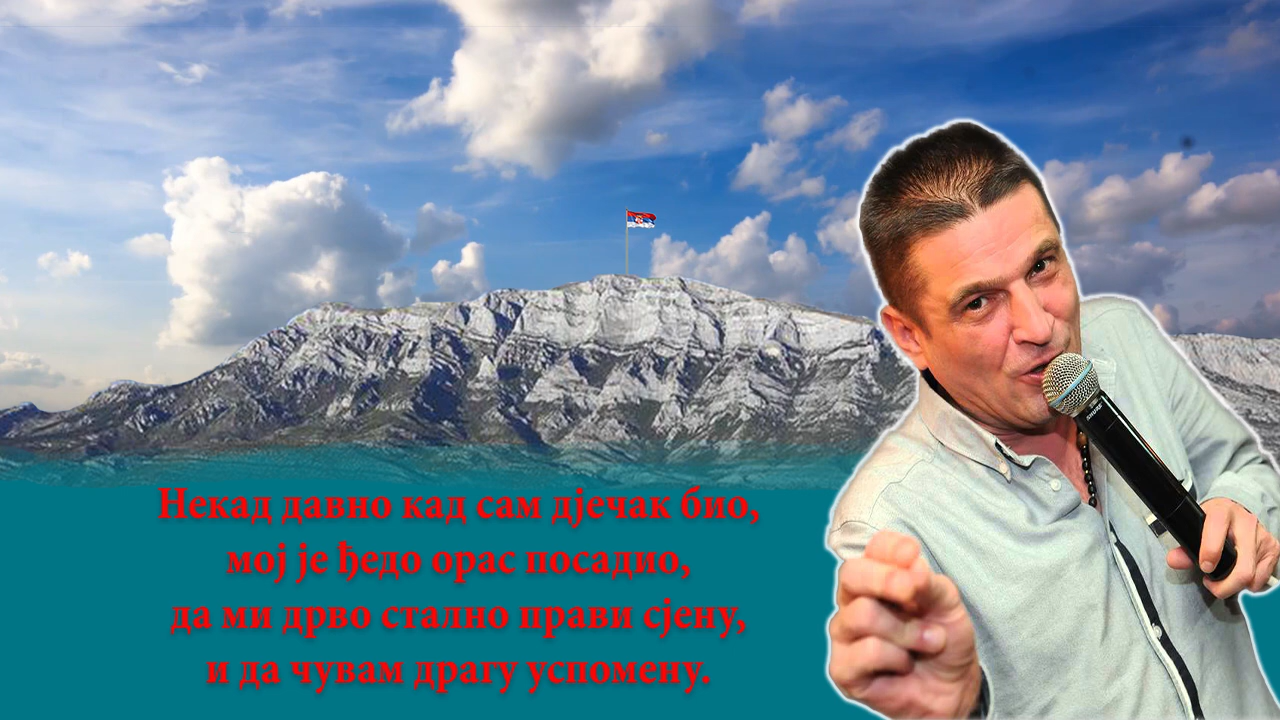 Некад давно кад сам дјечак био,
мој је ђедо орас посадио,
да ми дрво стално прави сјену,
и да чувам драгу успомену.
SHURE